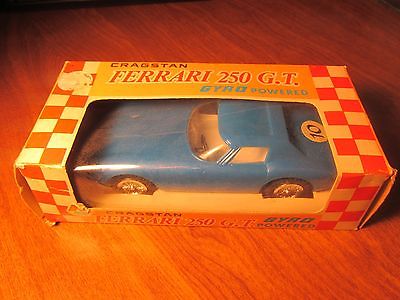 CRAGSTAN
FERRARI 250 G.T.
GYRO POWERED
10
CRAGSTAN
FERRARI 250 G.T.
GYRO
POWERED